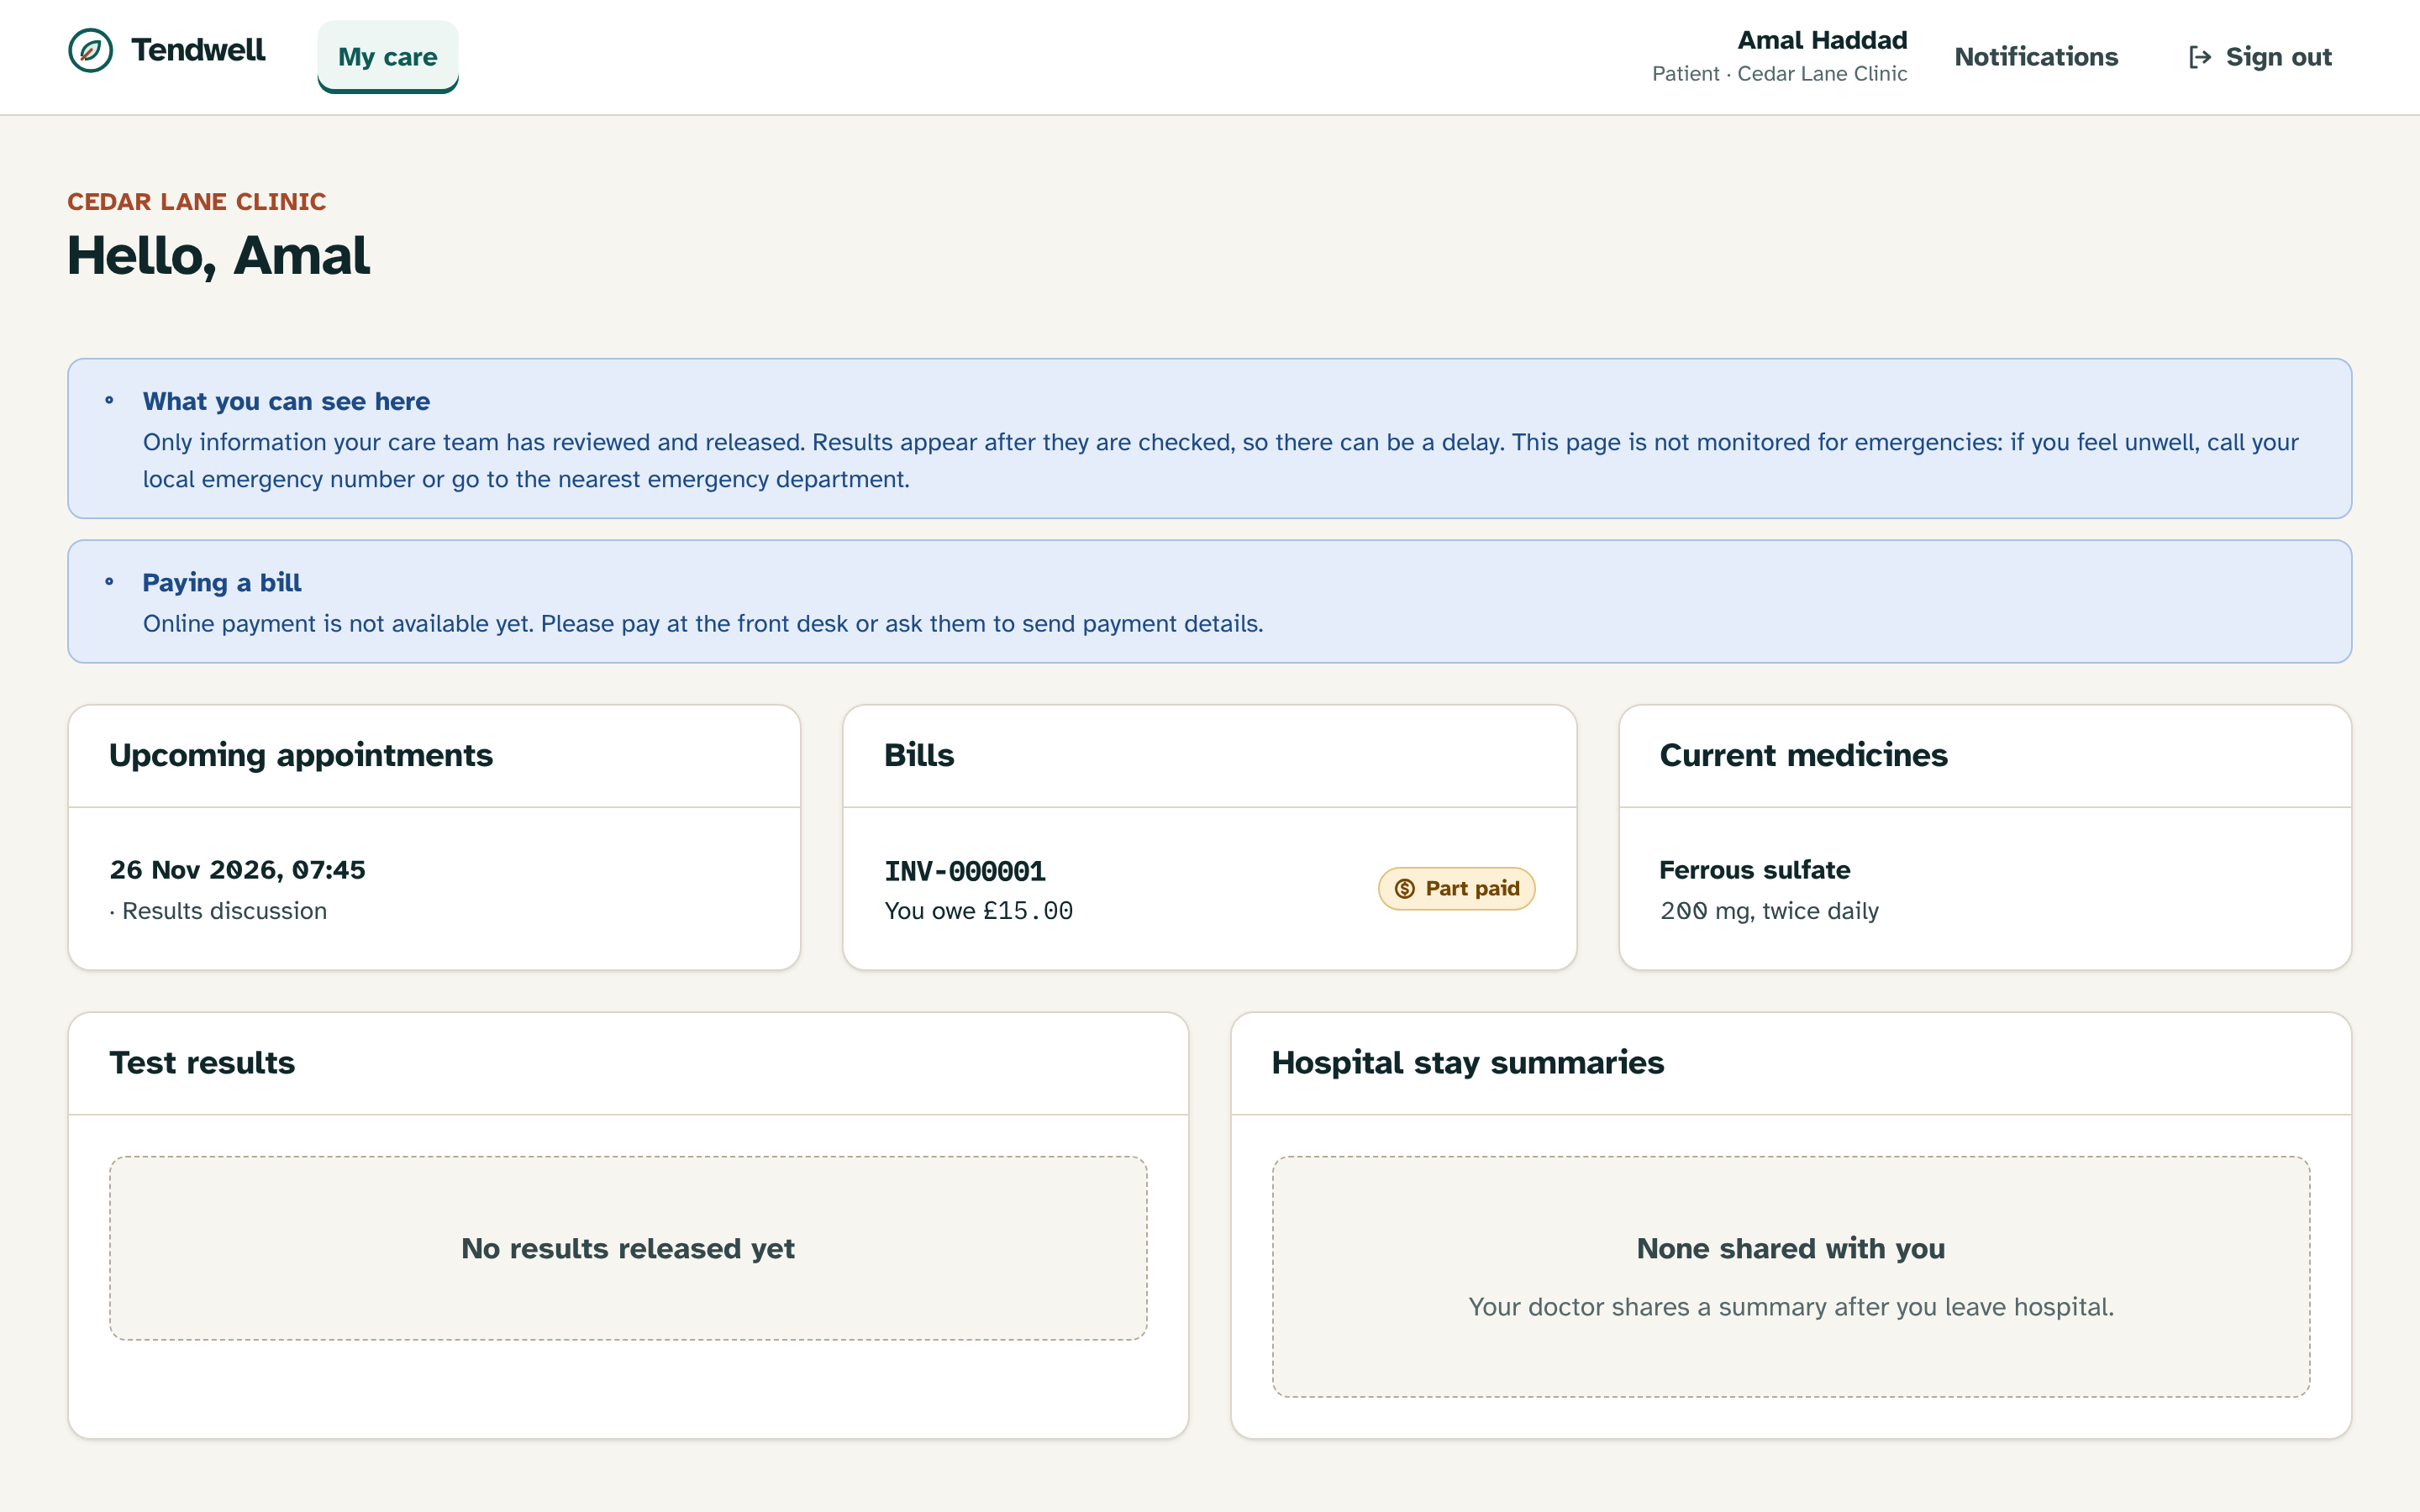 Tendwell
My care
Amal Haddad
Patient · Cedar Lane Clinic
Notifications
Sign out
CEDAR LANE CLINIC
Hello, Amal
What you can see here
Only information your care team has reviewed and released. Results appear after they are checked, so there can be a delay. This page is not monitored for emergencies: if you feel unwell, call your
local emergency number or go to the nearest emergency department.
Paying a bill
Online payment is not available yet. Please pay at the front desk or ask them to send payment details.
Upcoming appointments
26 Nov 2026, 07:45
· Results discussion
Bills
INV-000001
You owe £15.00
Part paid
Current medicines
Ferrous sulfate
200 mg, twice daily
Test results
No results released yet
Hospital stay summaries
None shared with you
Your doctor shares a summary after you leave hospital.